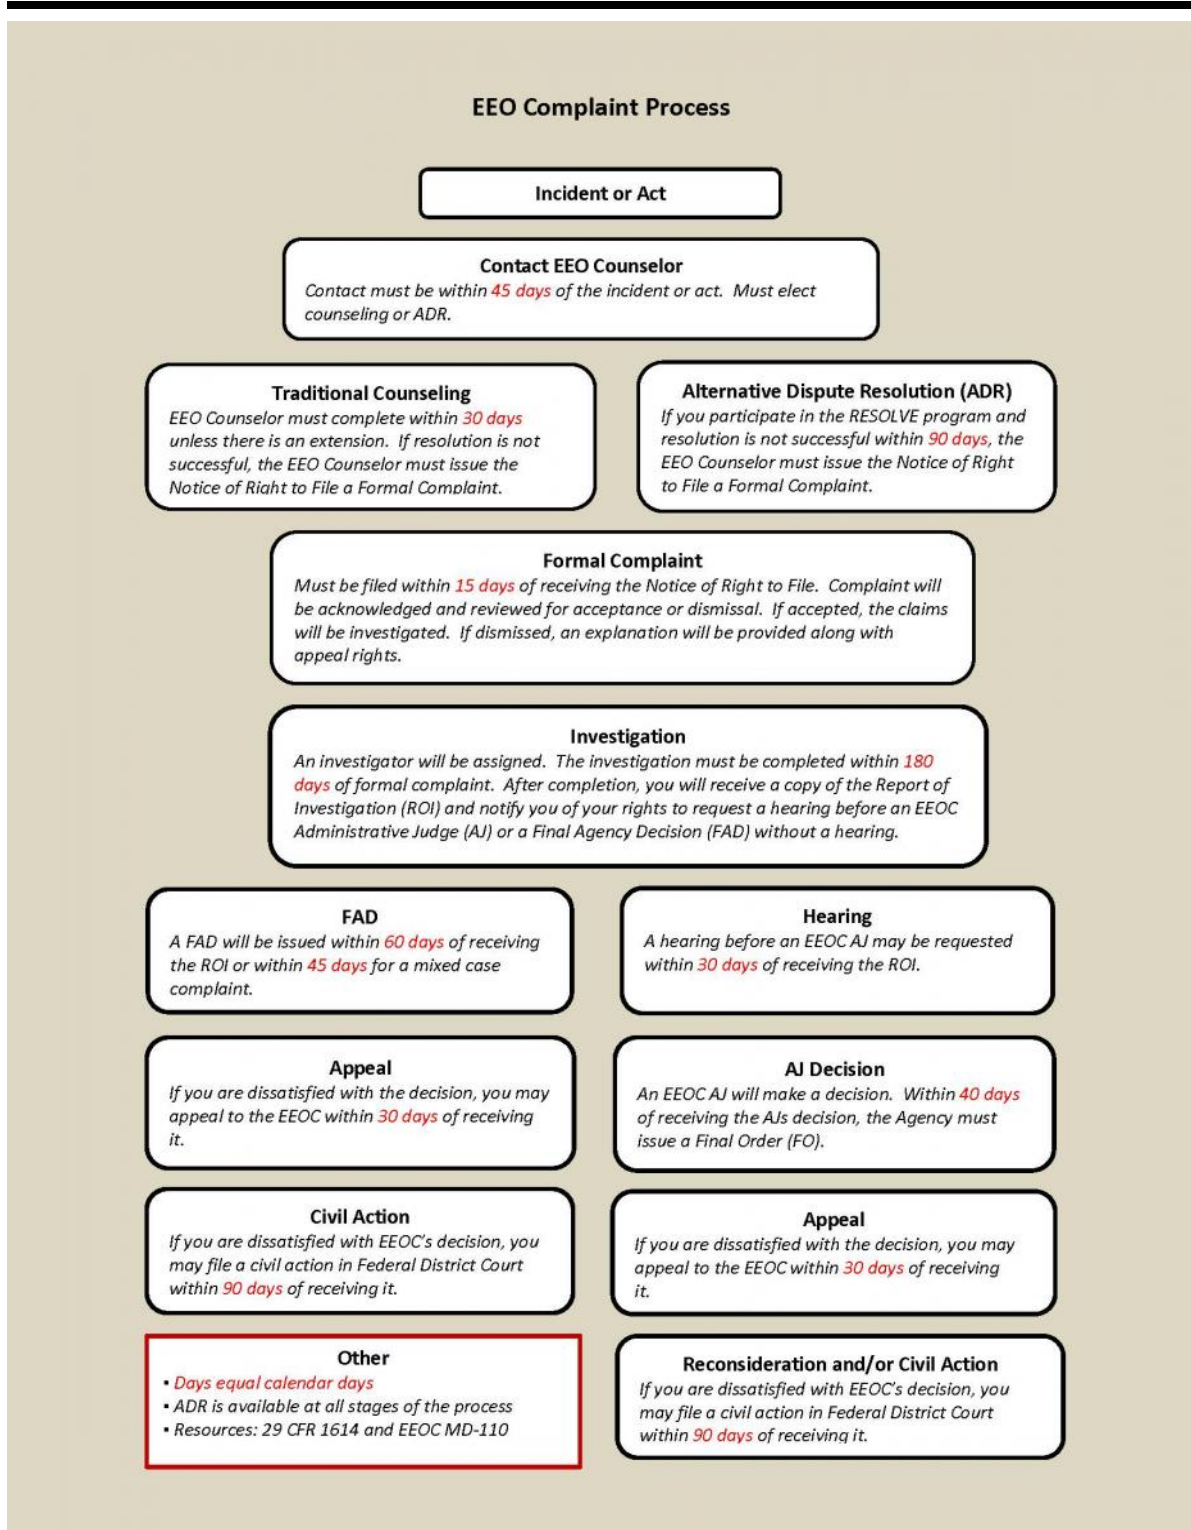 EEO Complaint Process
Incident or Act
Contact EEO Counselor
Contact must be within 45 days of the incident or act. Must elect
counseling or ADR.
Traditional Counseling
EEO Counselor must complete within 30 days
unless there is an extension. If resolution is not
successful, the EEO Counselor must issue the
Notice of Right to File a Formal Complaint.
Alternative Dispute Resolution (ADR)
If you participate in the RESOLVE program and
resolution is not successful within 90 days, the
EEO Counselor must issue the Notice of Right
to File a Formal Complaint.
Formal Complaint
Must be filed within 15 days of receiving the Notice of Right to File. Complaint will
be acknowledged and reviewed for acceptance or dismissal. If accepted, the claims
will be investigated. If dismissed, an explanation will be provided along with
appeal rights.
Investigation
An investigator will be assigned. The investigation must be completed within 180
days of formal complaint. After completion, you will receive a copy of the Report of
Investigation (ROI) and notify you of your rights to request a hearing before an EEOC
Administrative Judge (AJ) or a Final Agency Decision (FAD) without a hearing.
FAD
A FAD will be issued within 60 days of receiving
the ROI or within 45 days for a mixed case
complaint.
Hearing
A hearing before an EEOC AJ may be requested
within 30 days of receiving the ROI.
Appeal
If you are dissatisfied with the decision, you may
appeal to the EEOC within 30 days of receiving
it.
AJ Decision
An EEOC AJ will make a decision. Within 40 days
of receiving the AJs decision, the Agency must
issue a Final Order (FO).
Civil Action
If you are dissatisfied with EEOC's decision, you
may file a civil action in Federal District Court
within 90 days of receiving it.
Appeal
If you are dissatisfied with the decision, you may
appeal to the EEOC within 30 days of receiving
it.
Other
▪ Days equal calendar days
▪ ADR is available at all stages of the process
▪ Resources: 29 CFR 1614 and EEOC MD-110
Reconsideration and/or Civil Action
If you are dissatisfied with EEOC's decision, you
may file a civil action in Federal District Court
within 90 days of receiving it.